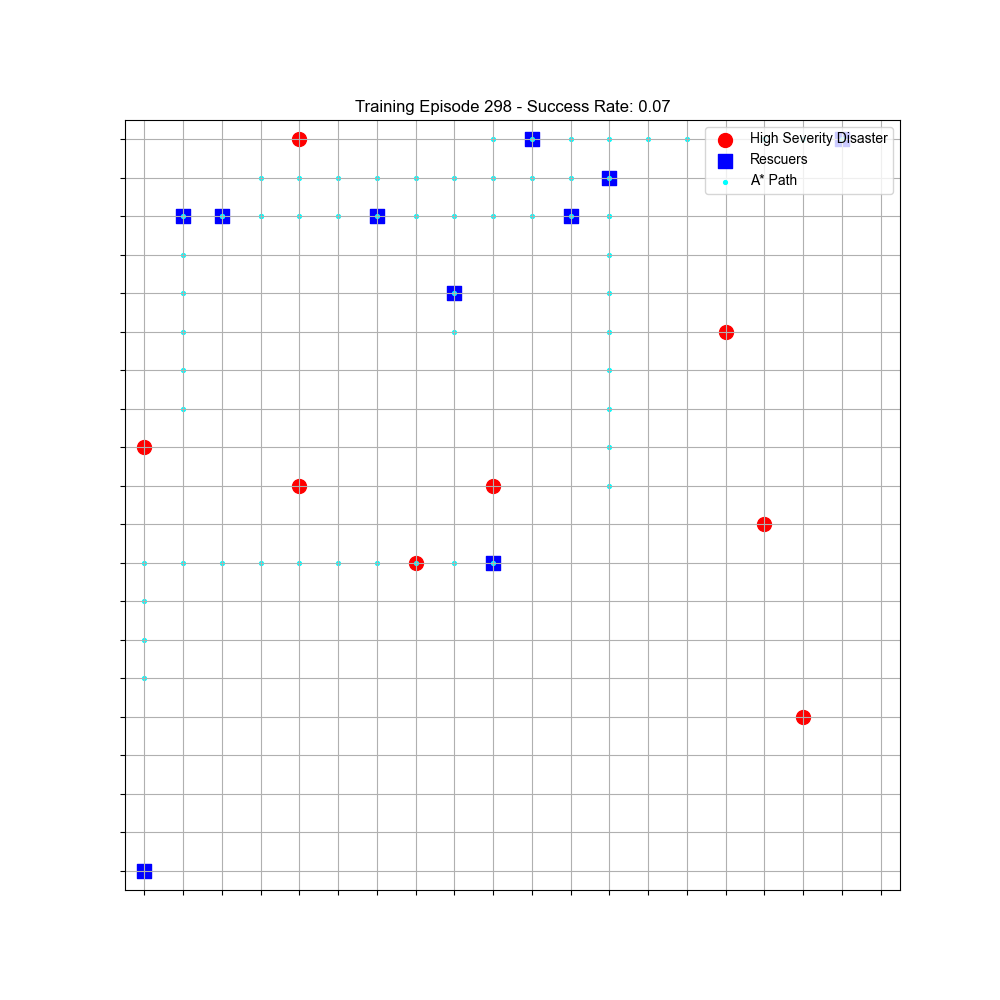 Training Episode 298 - Success Rate: 0.07
High Severity Disaster
Rescuers
A* Path